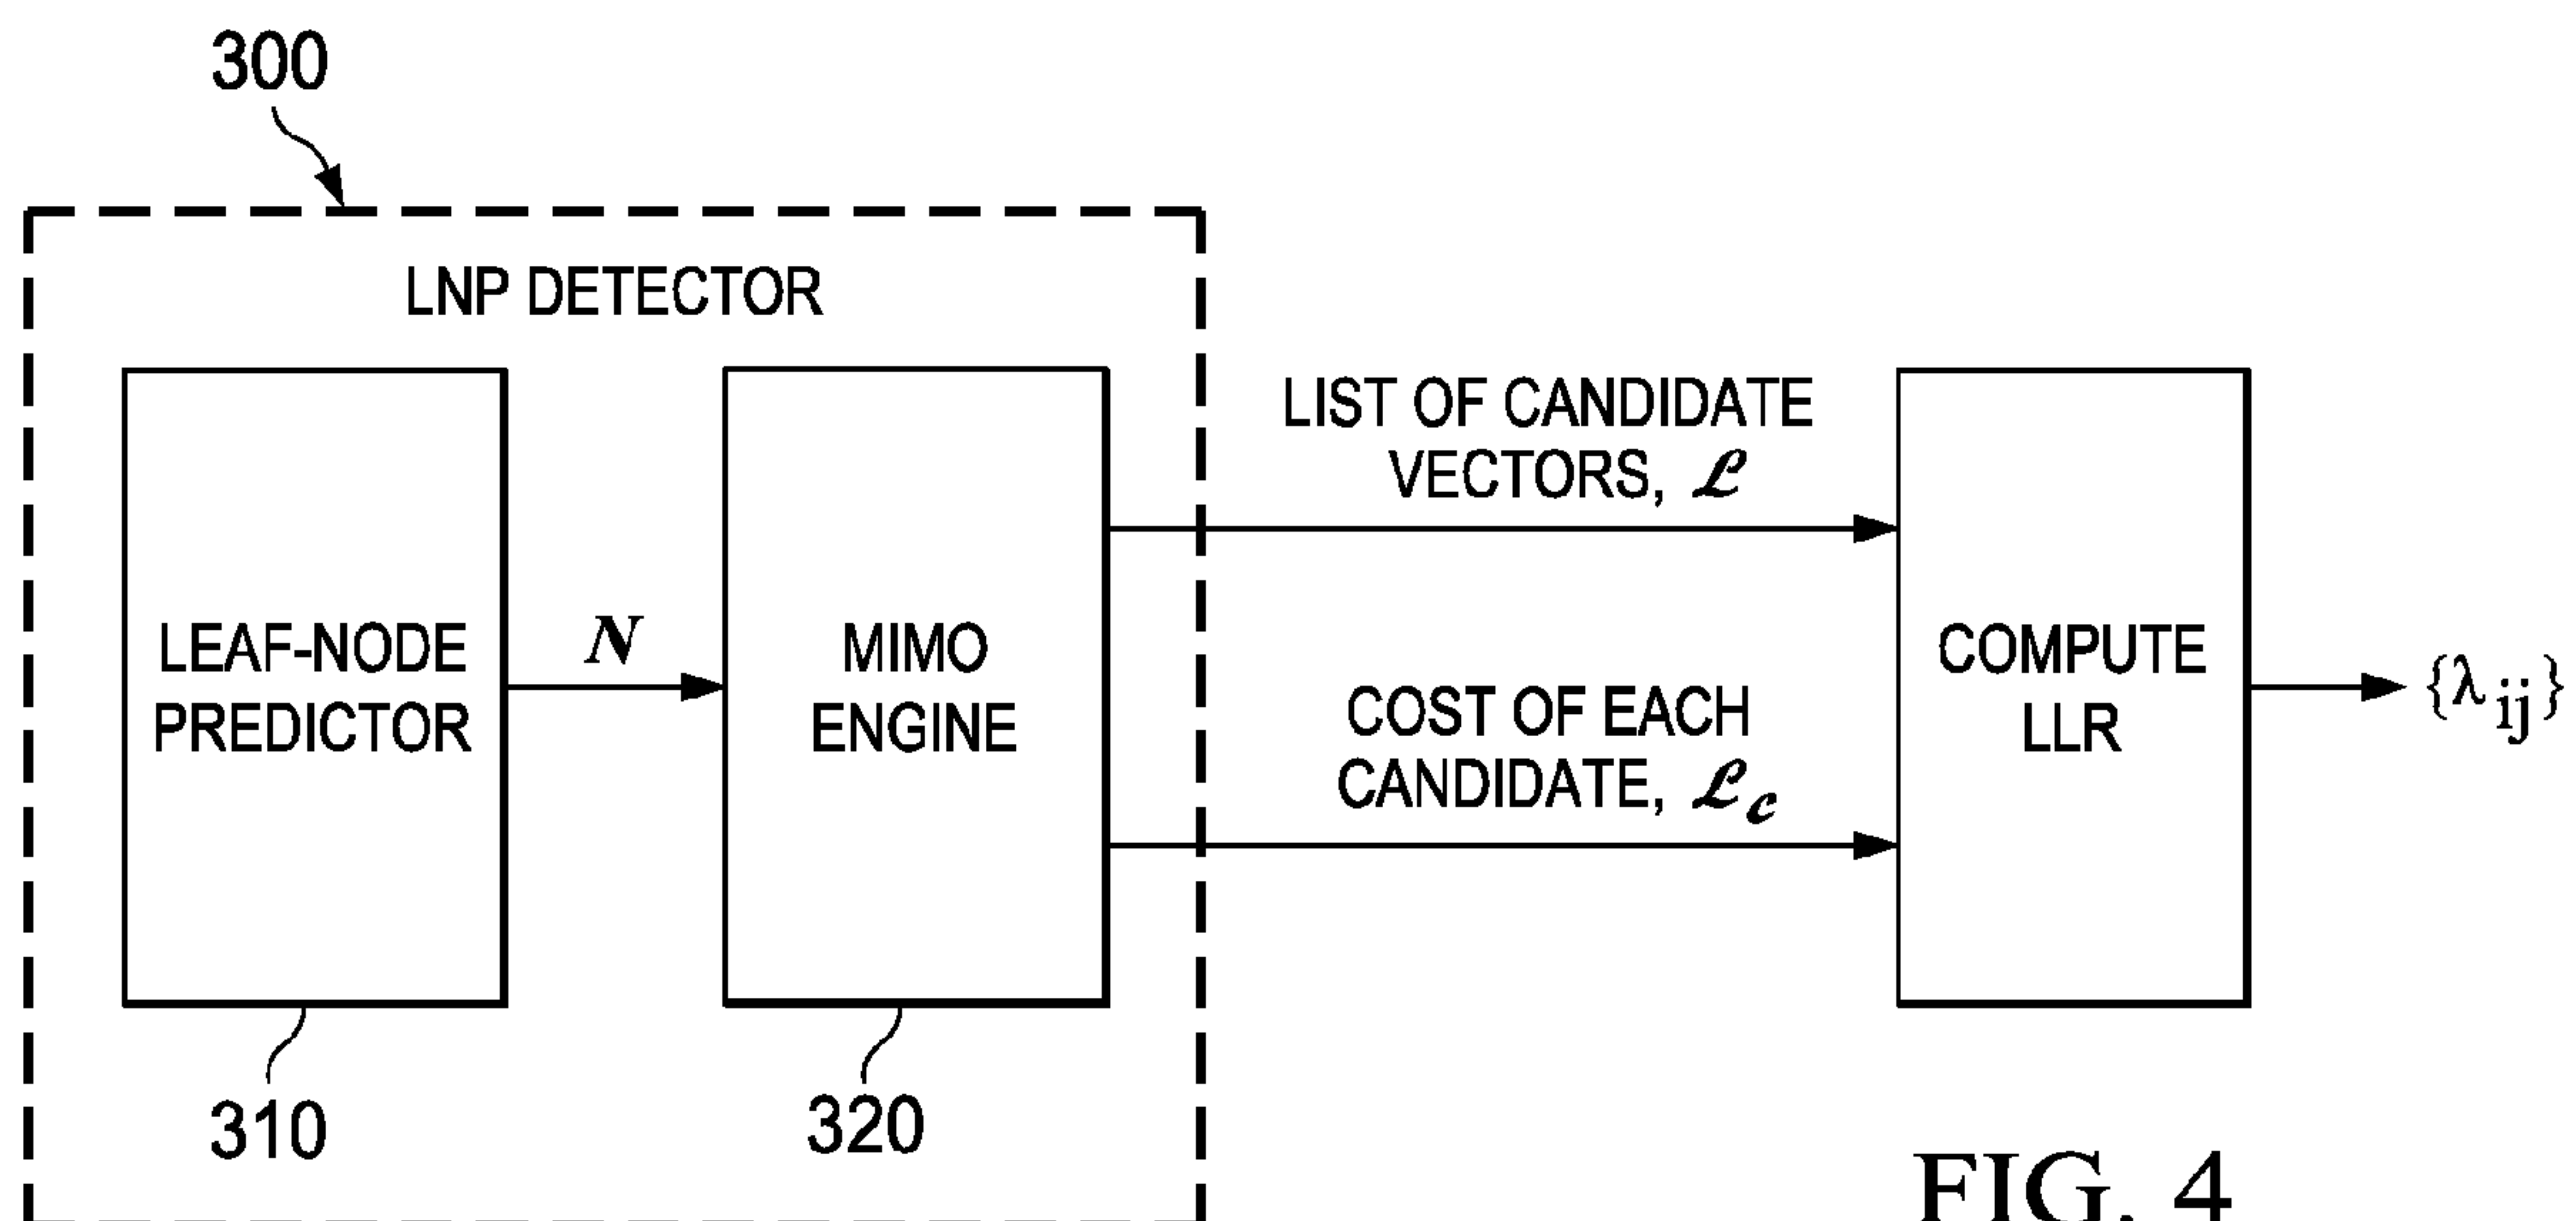 300
LNP DETECTOR
LEAF-NODE
PREDICTOR
N
MIMO
ENGINE
LIST OF CANDIDATE
VECTORS, ℒ
COST OF EACH
CANDIDATE, ℒc
COMPUTE
LLR
{λij}
310
320
FIG. 4